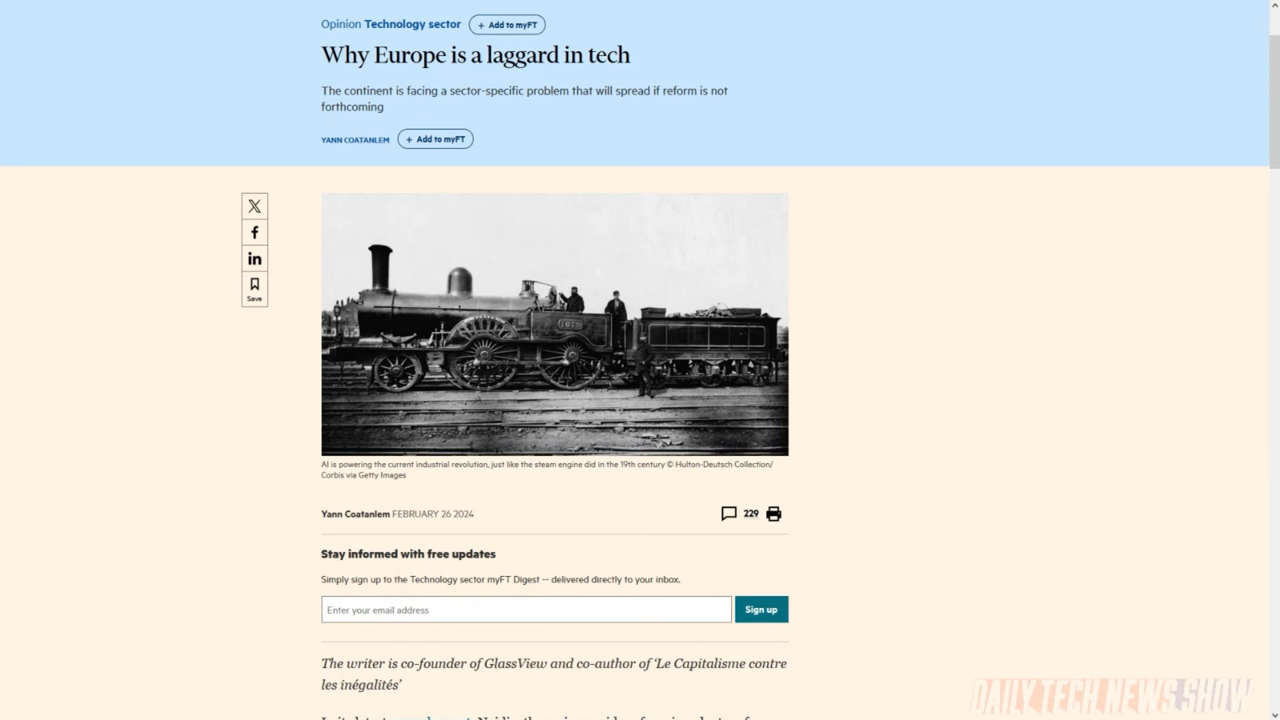 Opinion Technology sector + Add to myFT
Why Europe is a laggard in tech
The continent is facing a sector-specific problem that will spread if reform is not
forthcoming
YANN COATANLEM + Add to myFT
Save
1673
AI is powering the current industrial revolution, just like the steam engine did in the 19th century © Hulton-Deutsch Collection/
Corbis via Getty Images
Yann Coatanlem FEBRUARY 26 2024
229
Stay informed with free updates
Simply sign up to the Technology sector myFT Digest -- delivered directly to your inbox.
Enter your email address
Sign up
The writer is co-founder of GlassView and co-author of ‘Le Capitalisme contre
les inégalités’
DAILY TECH NEWS SHOW